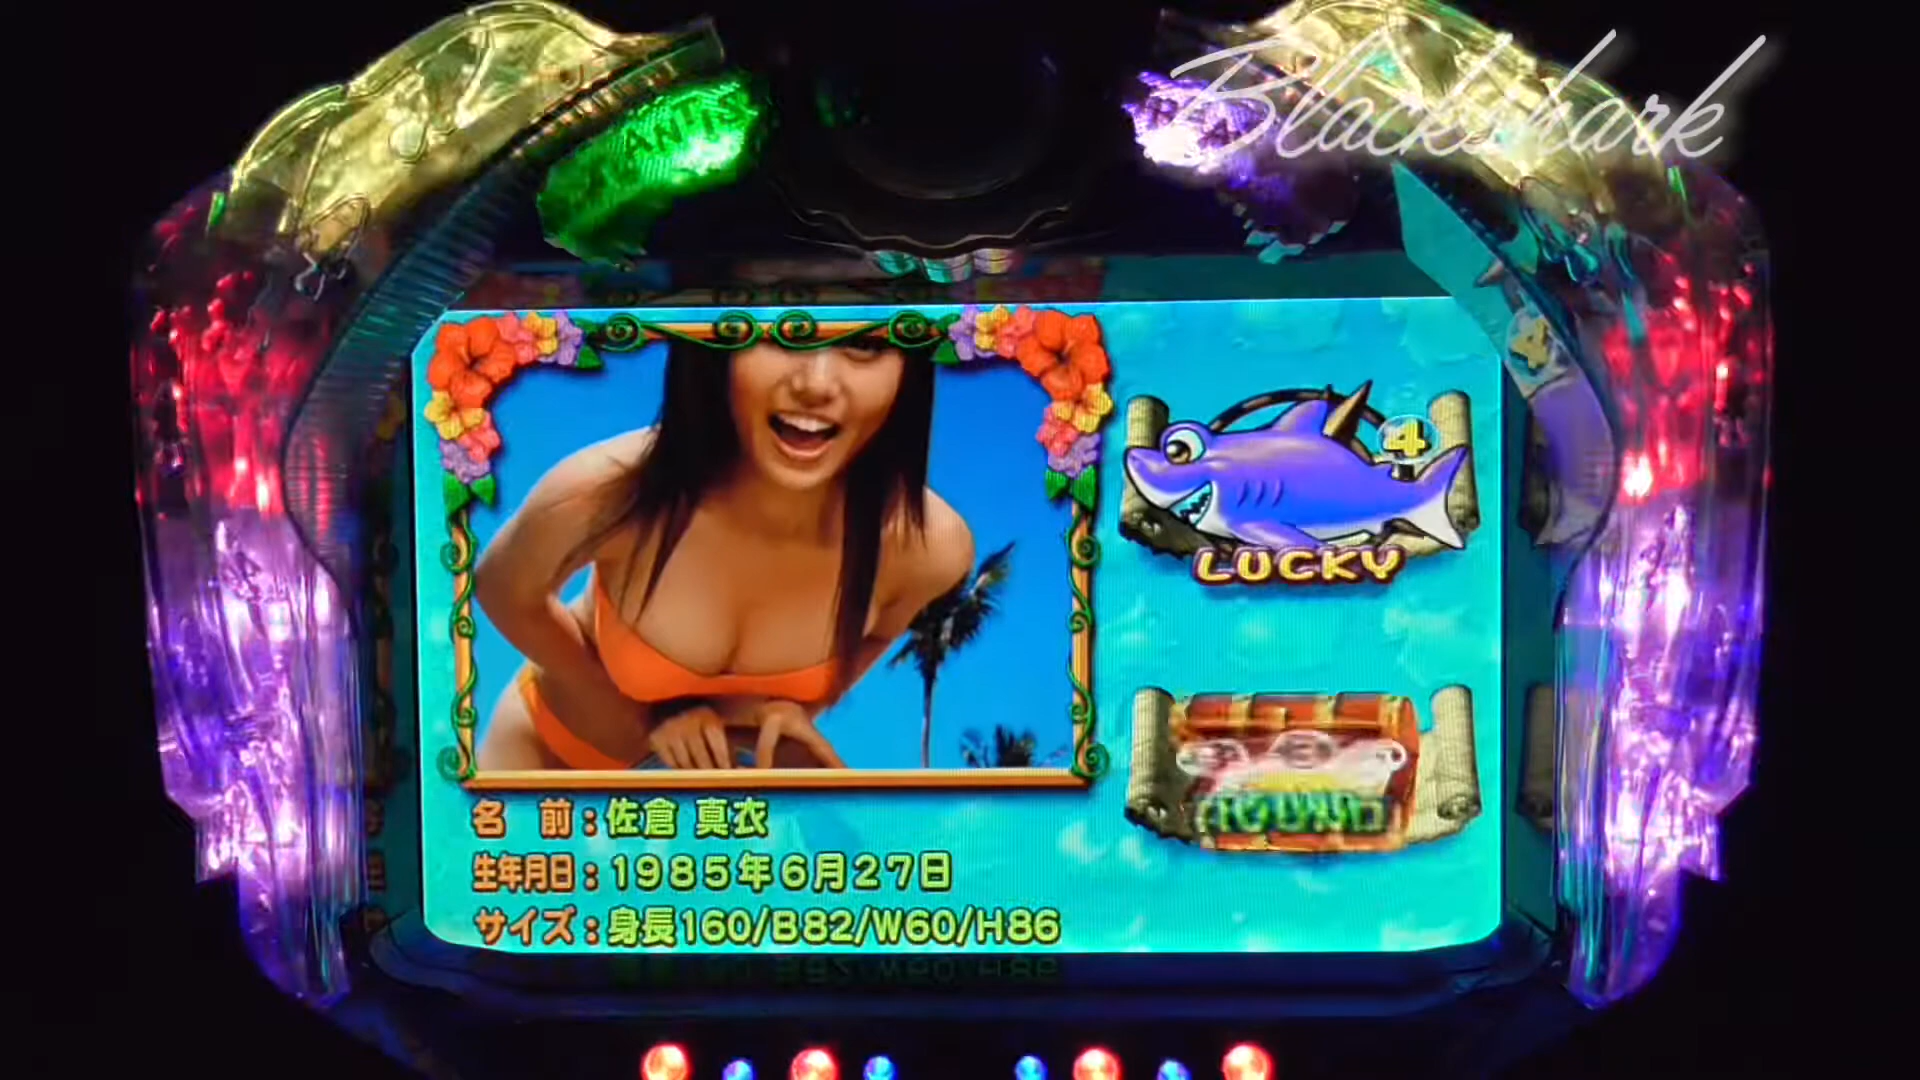 Blackshark
4
LUCKY
ROUND
名 前：佐倉 真衣
生年月日：1985年6月27日
サイズ：身長160/B82/W60/H86